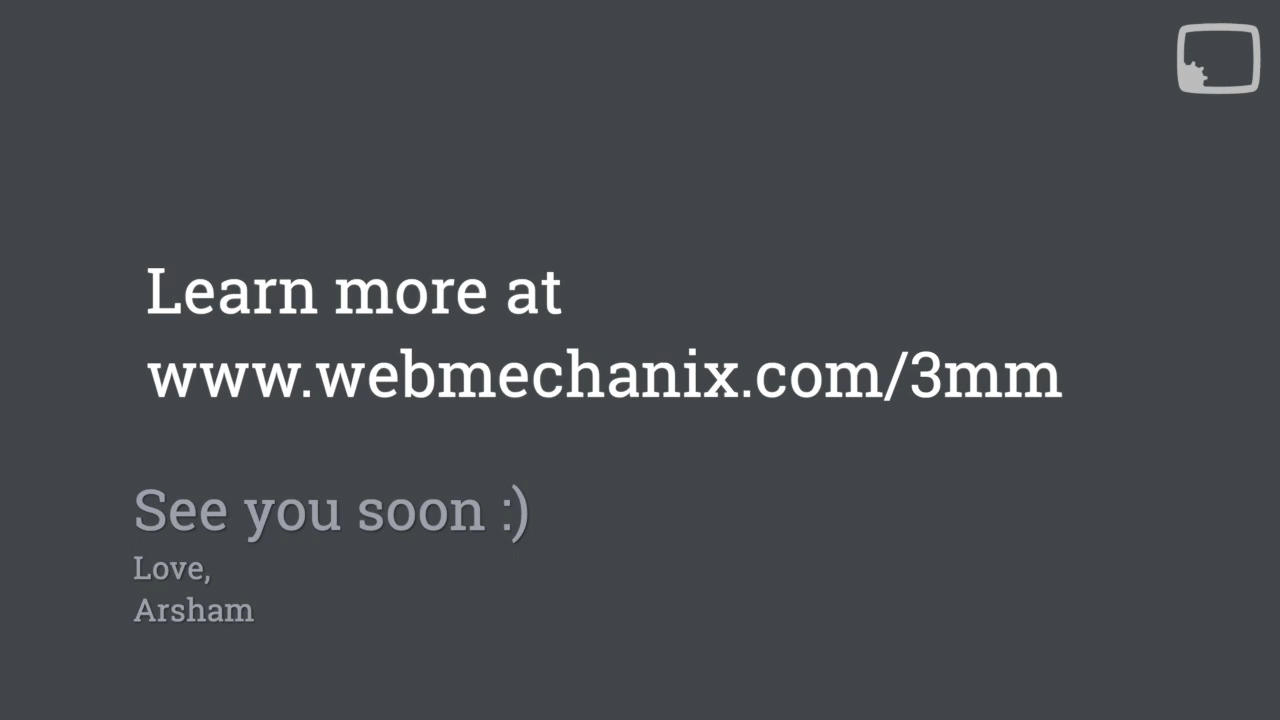 Learn more at
www.webmechanix.com/3mm
See you soon :)
Love,
Arsham